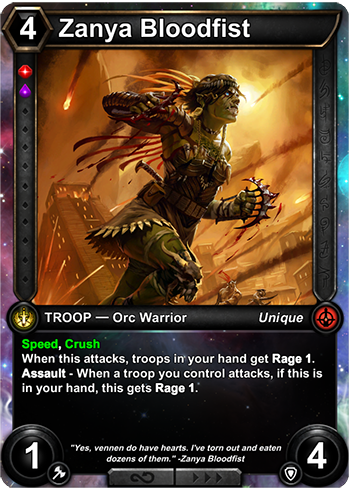 4 Zanya Bloodfist
TROOP — Orc Warrior Unique
Speed, Crush
When this attacks, troops in your hand get Rage 1.
Assault - When a troop you control attacks, if this is
in your hand, this gets Rage 1.
"Yes, vennen do have hearts. I've torn out and eaten
dozens of them." -Zanya Bloodfist
1 4